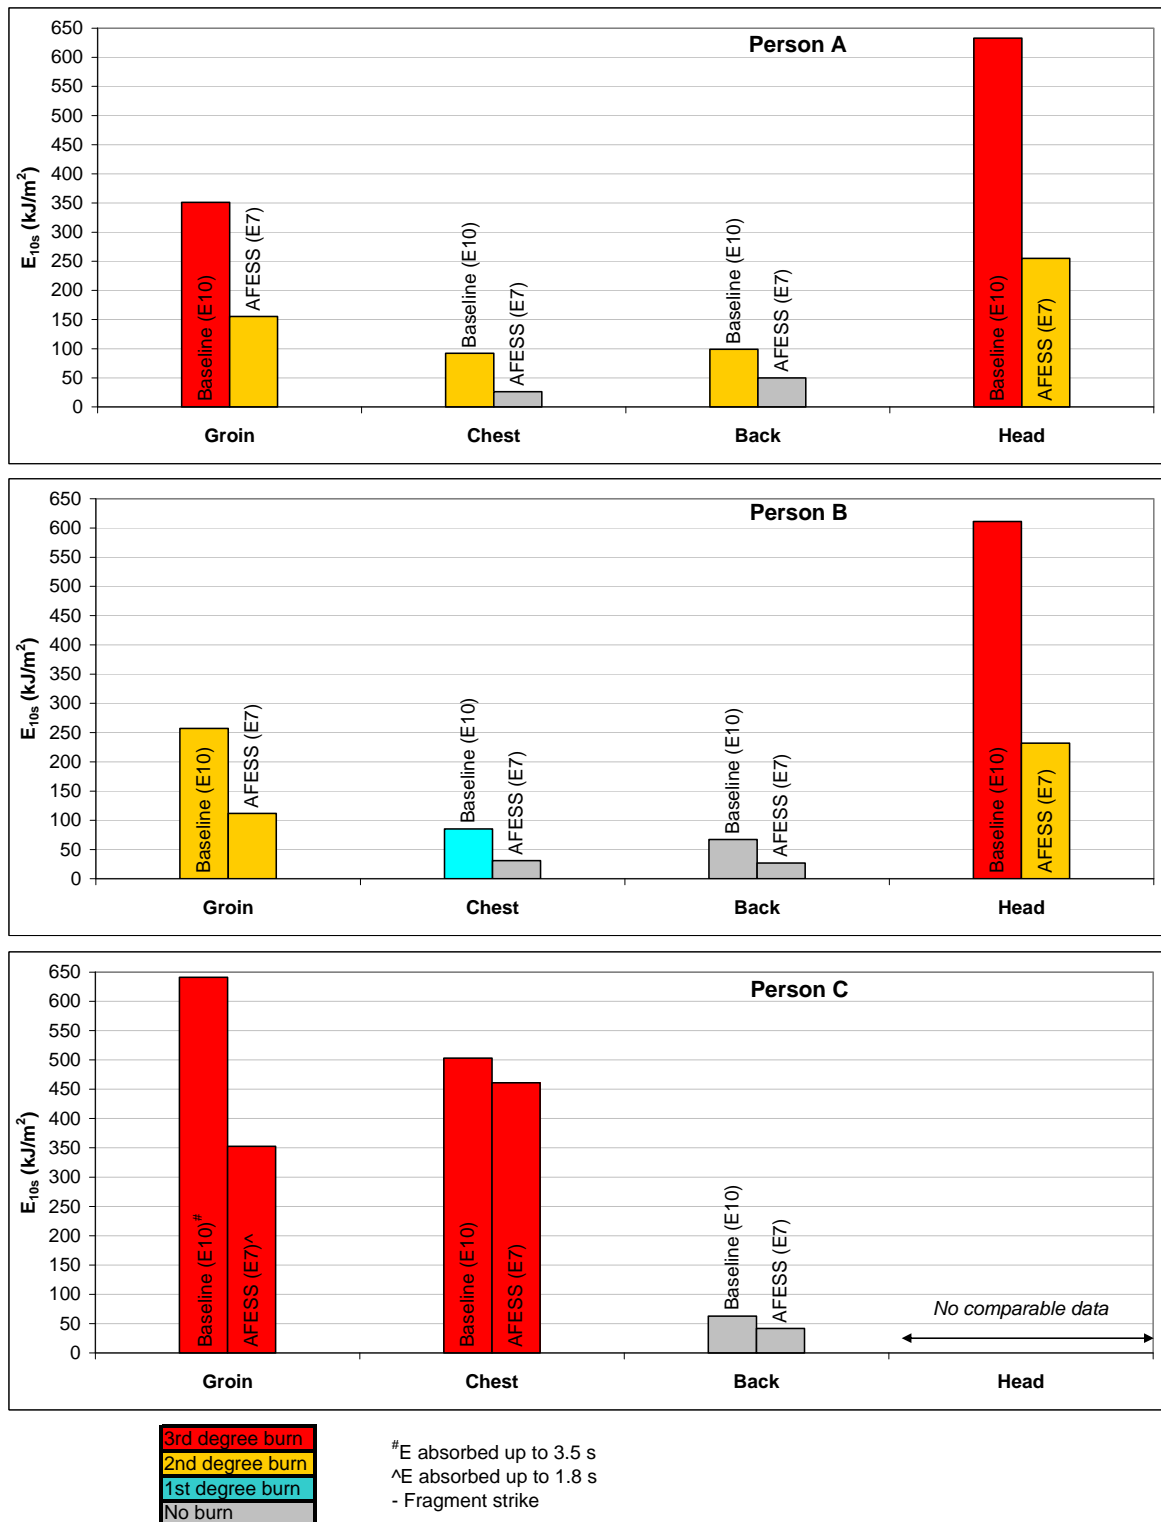 Person A
E10s (kJ/m2)
650
600
550
500
450
400
350
300
250
200
150
100
50
0
Baseline (E10)
AFESS (E7)
Baseline (E10)
AFESS (E7)
Baseline (E10)
AFESS (E7)
Baseline (E10)
AFESS (E7)
Groin Chest Back Head
Person B
E10s (kJ/m2)
650
600
550
500
450
400
350
300
250
200
150
100
50
0
Baseline (E10)
AFESS (E7)
Baseline (E10)
AFESS (E7)
Baseline (E10)
AFESS (E7)
Baseline (E10)
AFESS (E7)
Groin Chest Back Head
Person C
E10s (kJ/m2)
650
600
550
500
450
400
350
300
250
200
150
100
50
0
Baseline (E10)#
AFESS (E7)^
Baseline (E10)
AFESS (E7)
Baseline (E10)
AFESS (E7)
No comparable data
Groin Chest Back Head
3rd degree burn
2nd degree burn
1st degree burn
No burn
#E absorbed up to 3.5 s
^E absorbed up to 1.8 s
- Fragment strike